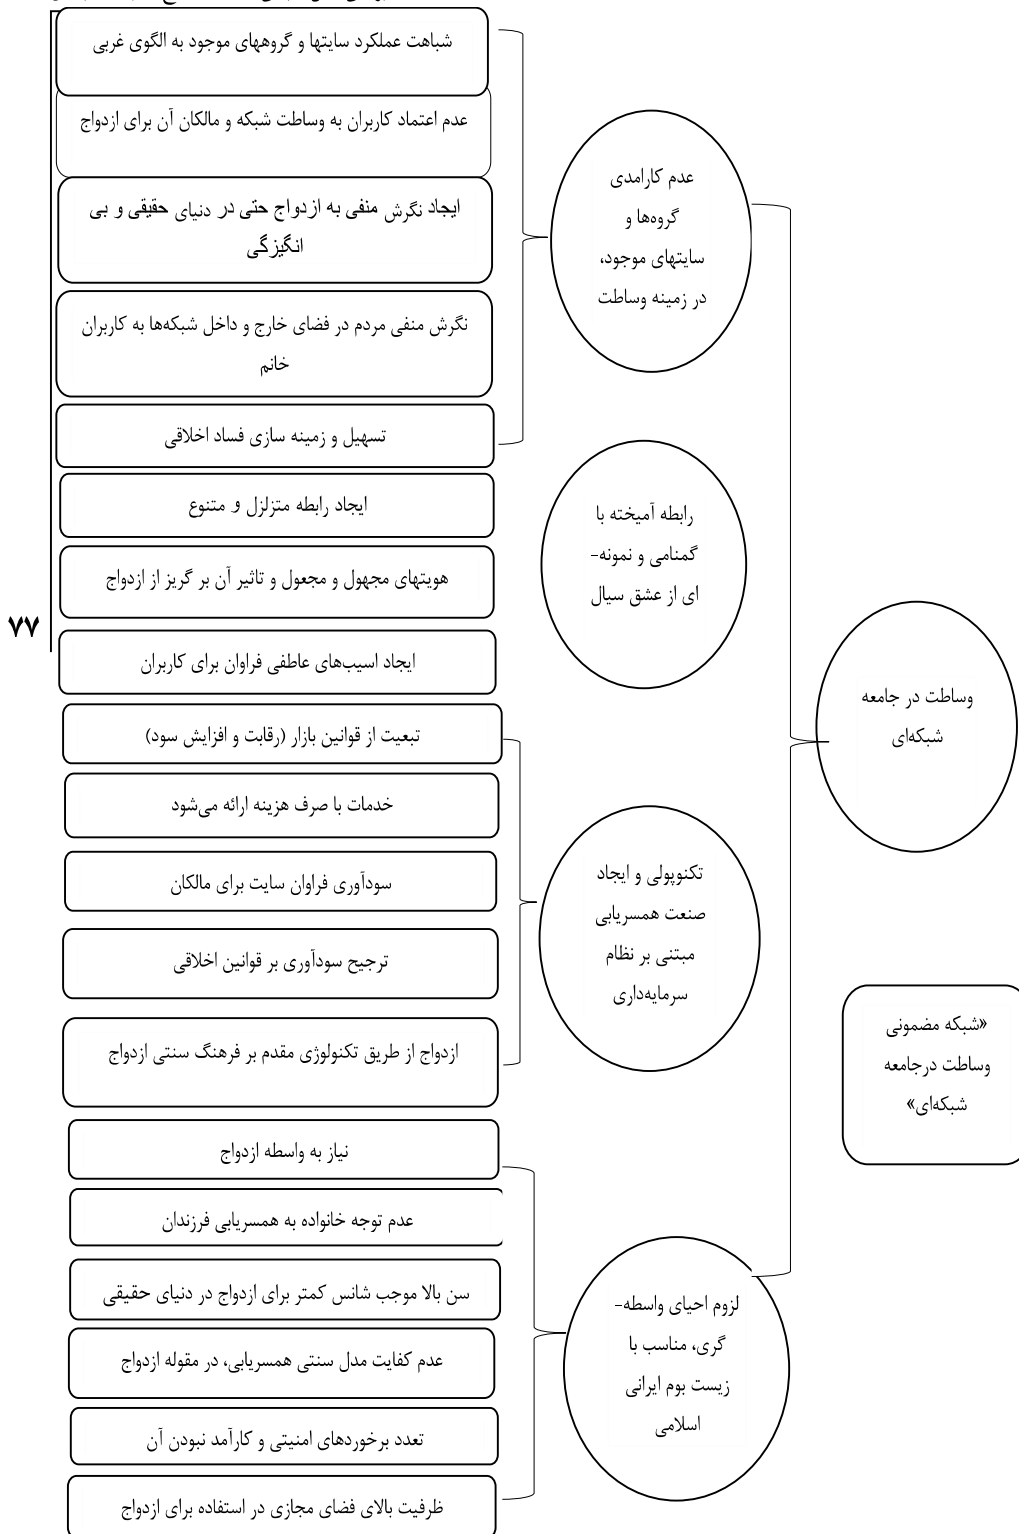 شباهت عملکرد سایتها و گروههای موجود به الگوی غربی
عدم اعتماد کاربران به وساطت شبکه و مالکان آن برای ازدواج
ایجاد نگرش منفی به ازدواج حتی در دنیای حقیقی و بی
انگیزگی
نگرش منفی مردم در فضای خارج و داخل شبکه‌ها به کاربران
خانم
تسهیل و زمینه سازی فساد اخلاقی
عدم کارامدی
گروه‌ها و
سایتهای موجود،
در زمینه وساطت
ایجاد رابطه متزلزل و متنوع
هویتهای مجهول و مجعول و تاثیر آن بر گریز از ازدواج
ایجاد اسیب‌های عاطفی فراوان برای کاربران
رابطه آمیخته با
گمنامی و نمونه-
ای از عشق سیال
۷۷
وساطت در جامعه
شبکه‌ای
تبعیت از قوانین بازار (رقابت و افزایش سود)
خدمات با صرف هزینه ارائه می‌شود
سودآوری فراوان سایت برای مالکان
ترجیح سودآوری بر قوانین اخلاقی
ازدواج از طریق تکنولوژی مقدم بر فرهنگ سنتی ازدواج
تکنوپولی و ایجاد
صنعت همسریابی
مبتنی بر نظام
سرمایه‌داری
«شبکه مضمونی
وساطت درجامعه
شبکه‌ای»
نیاز به واسطه ازدواج
عدم توجه خانواده به همسریابی فرزندان
سن بالا موجب شانس کمتر برای ازدواج در دنیای حقیقی
عدم کفایت مدل سنتی همسریابی، در مقوله ازدواج
تعدد برخوردهای امنیتی و کارآمد نبودن آن
ظرفیت بالای فضای مجازی در استفاده برای ازدواج
لزوم احیای واسطه-
گری، مناسب با
زیست بوم ایرانی
اسلامی